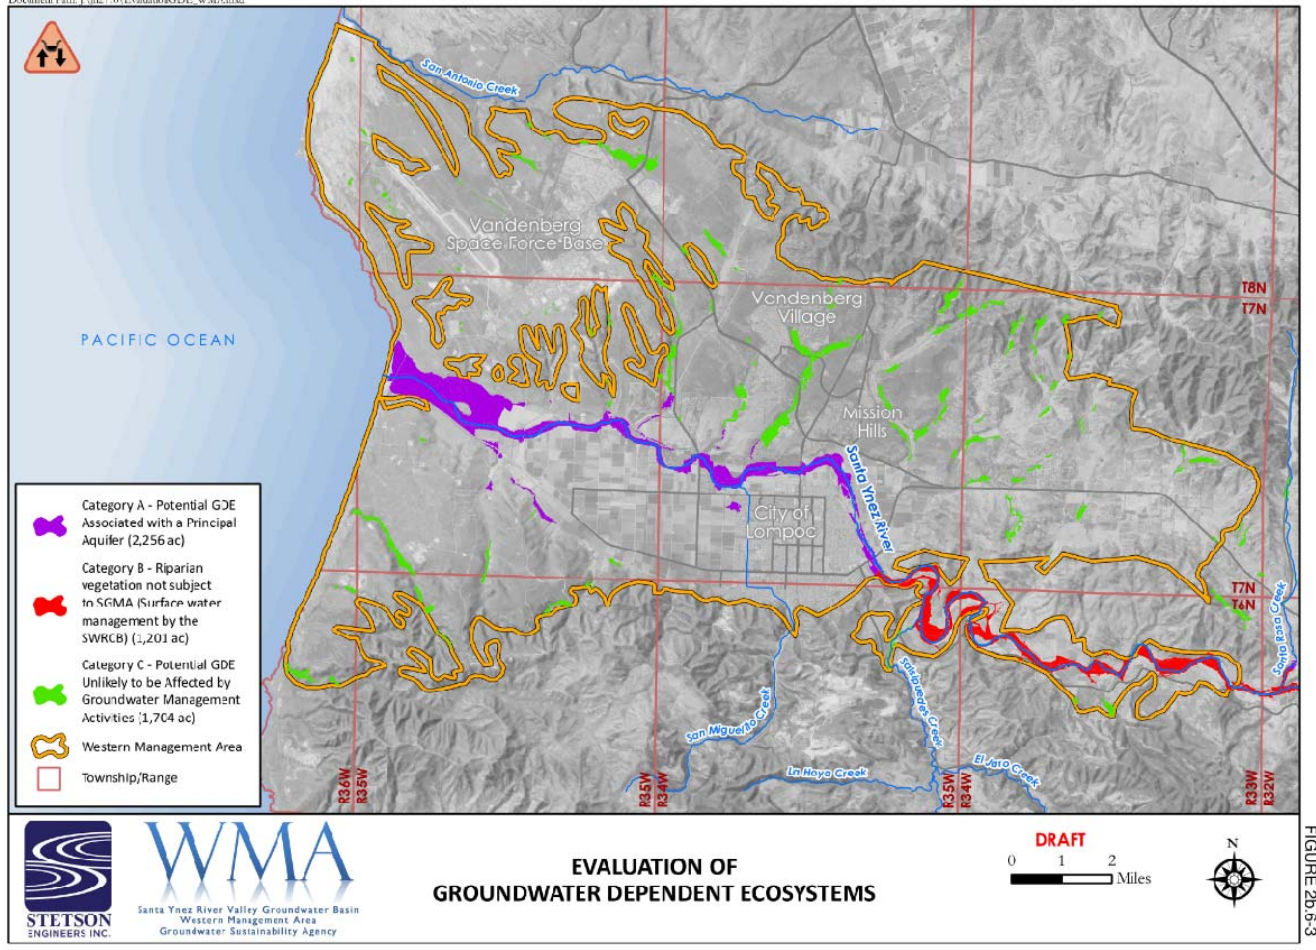 San Antonio Creek
Vandenberg
Space Force Base
T8N
T7N
Vandenberg
Village
PACIFIC OCEAN
Mission
Hills
Santa Ynez River
City of
Lompoc
T7N
T6N
Santa Rosa Creek
Salsipuedes Creek
San Miguelito Creek
La Hoya Creek
El Jaro Creek
R36W
R35W
R35W
R34W
R35W
R34W
R33W
R32W
Category A - Potential GDE
Associated with a Principal
Aquifer (2,256 ac)
Category B - Riparian
vegetation not subject
to SGMA (Surface water
management by the
SWRCB) (1,201 ac)
Category C - Potential GDE
Unlikely to be Affected by
Groundwater Management
Activities (1,704 ac)
Western Management Area
Township/Range
STETSON
ENGINEERS INC.
WMA
Santa Ynez River Valley Groundwater Basin
Western Management Area
Groundwater Sustainability Agency
EVALUATION OF
GROUNDWATER DEPENDENT ECOSYSTEMS
DRAFT
0 1 2
Miles
N
FIGURE 2b.6-3